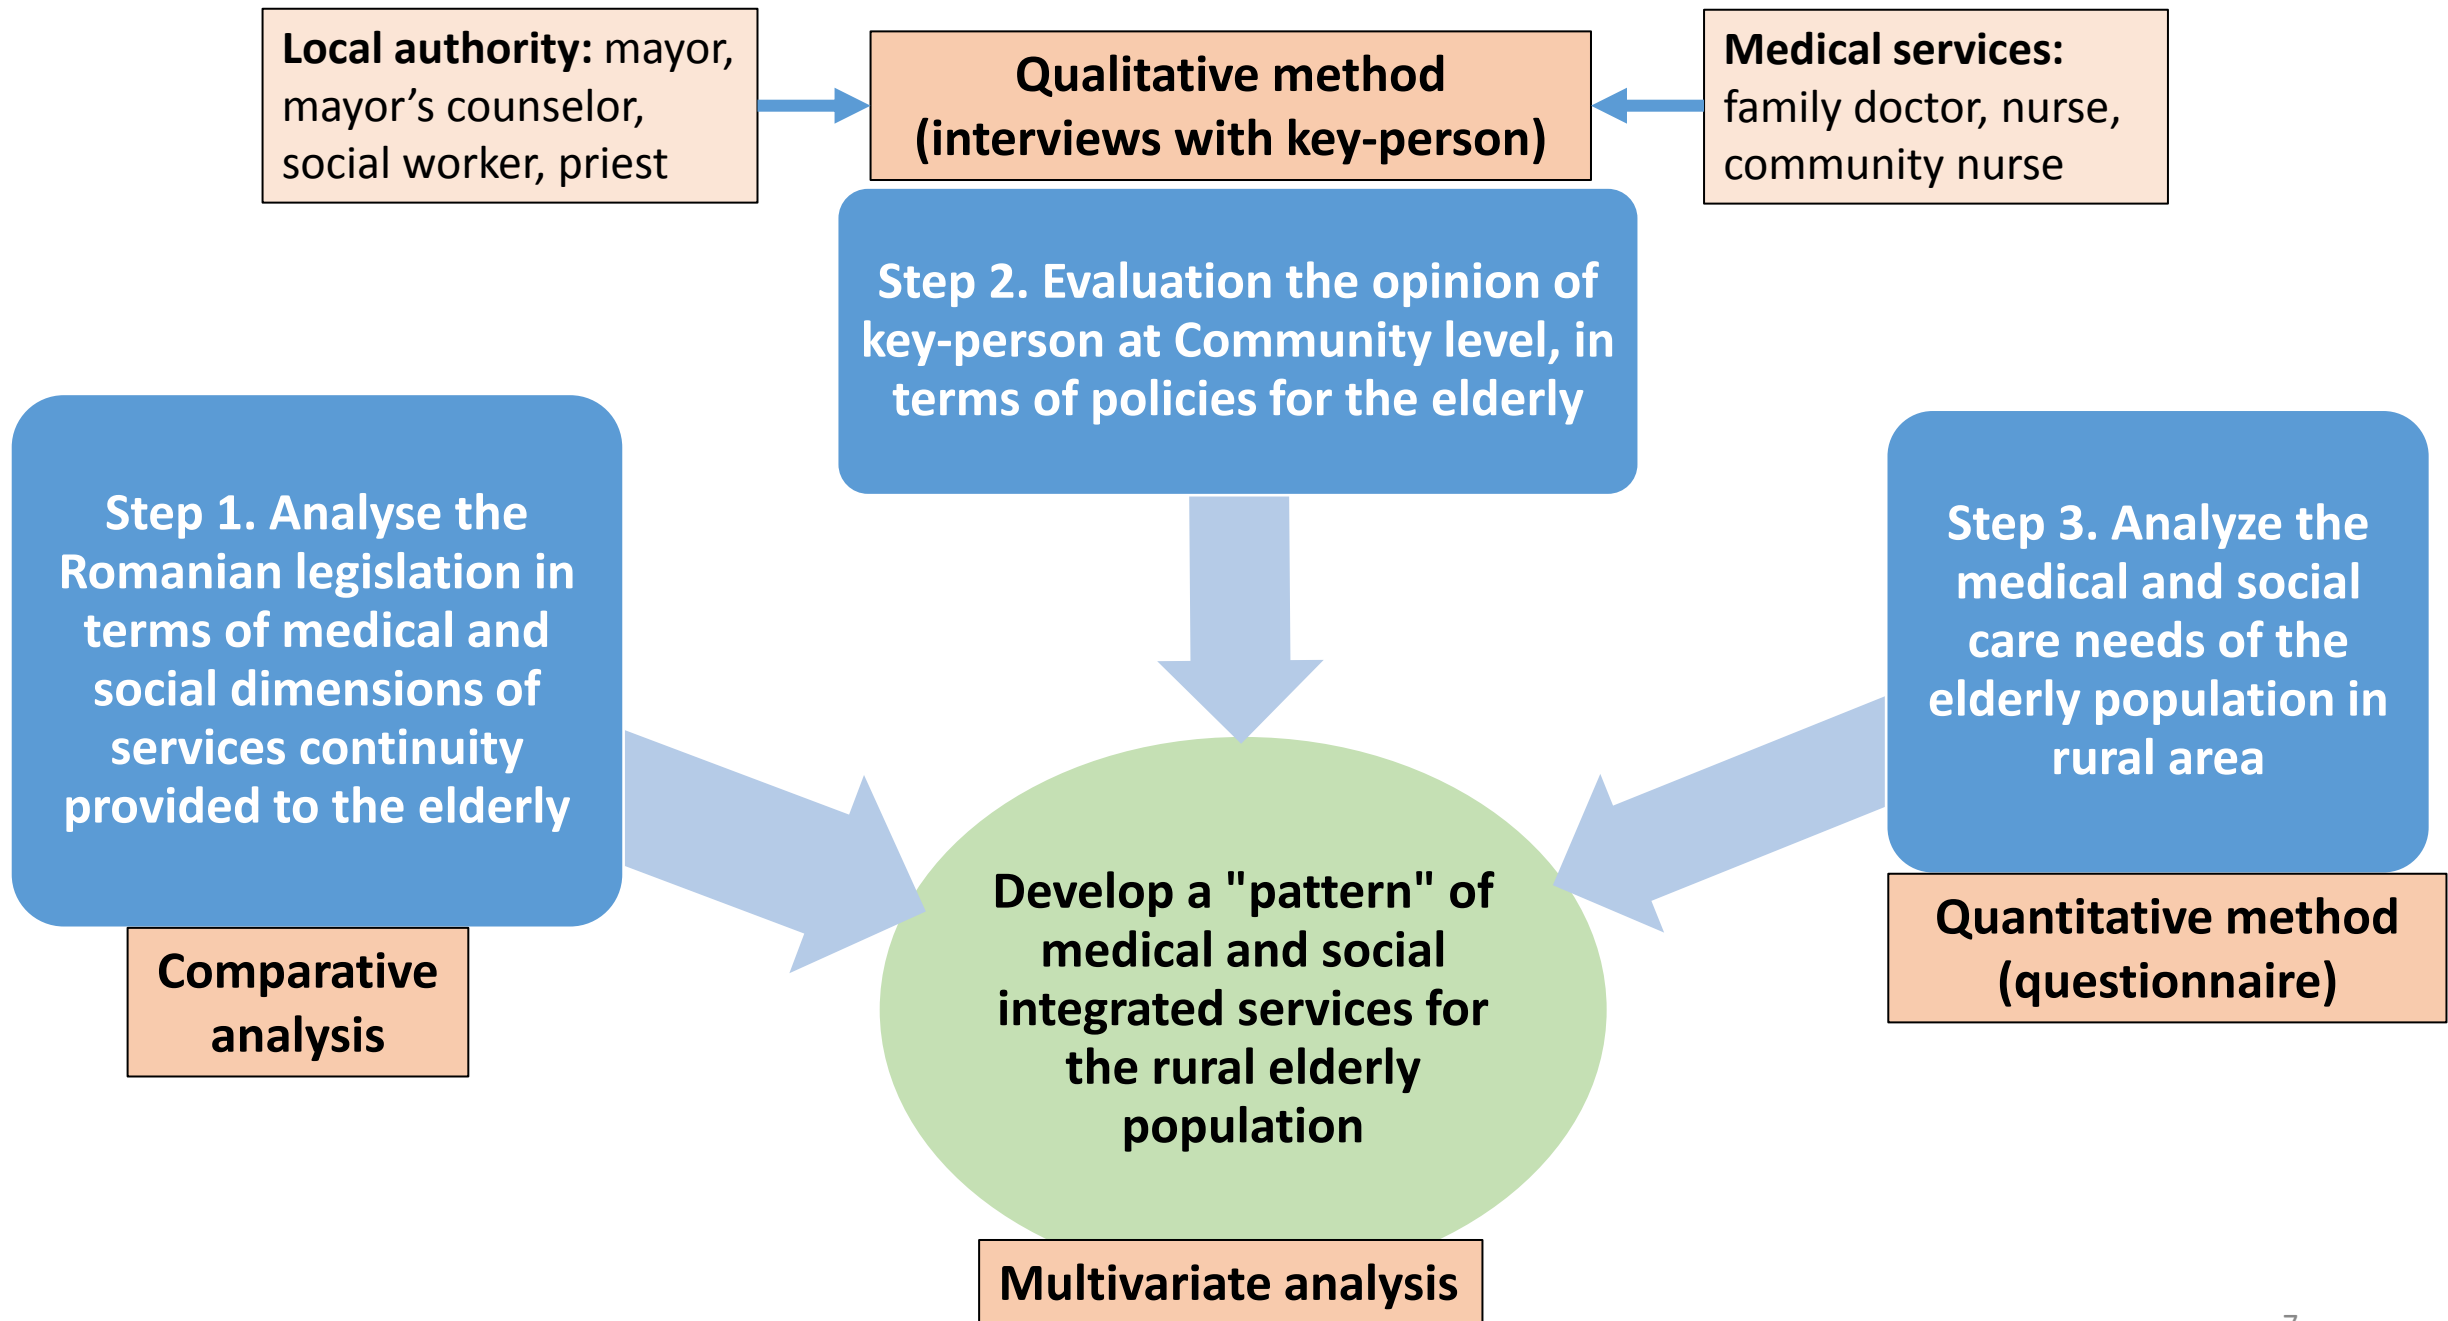 Local authority: mayor,
mayor’s counselor,
social worker, priest
Qualitative method
(interviews with key-person)
Medical services:
family doctor, nurse,
community nurse
Step 2. Evaluation the opinion of
key-person at Community level, in
terms of policies for the elderly
Step 1. Analyse the
Romanian legislation in
terms of medical and
social dimensions of
services continuity
provided to the elderly
Comparative
analysis
Step 3. Analyze the
medical and social
care needs of the
elderly population in
rural area
Quantitative method
(questionnaire)
Develop a "pattern" of
medical and social
integrated services for
the rural elderly
population
Multivariate analysis